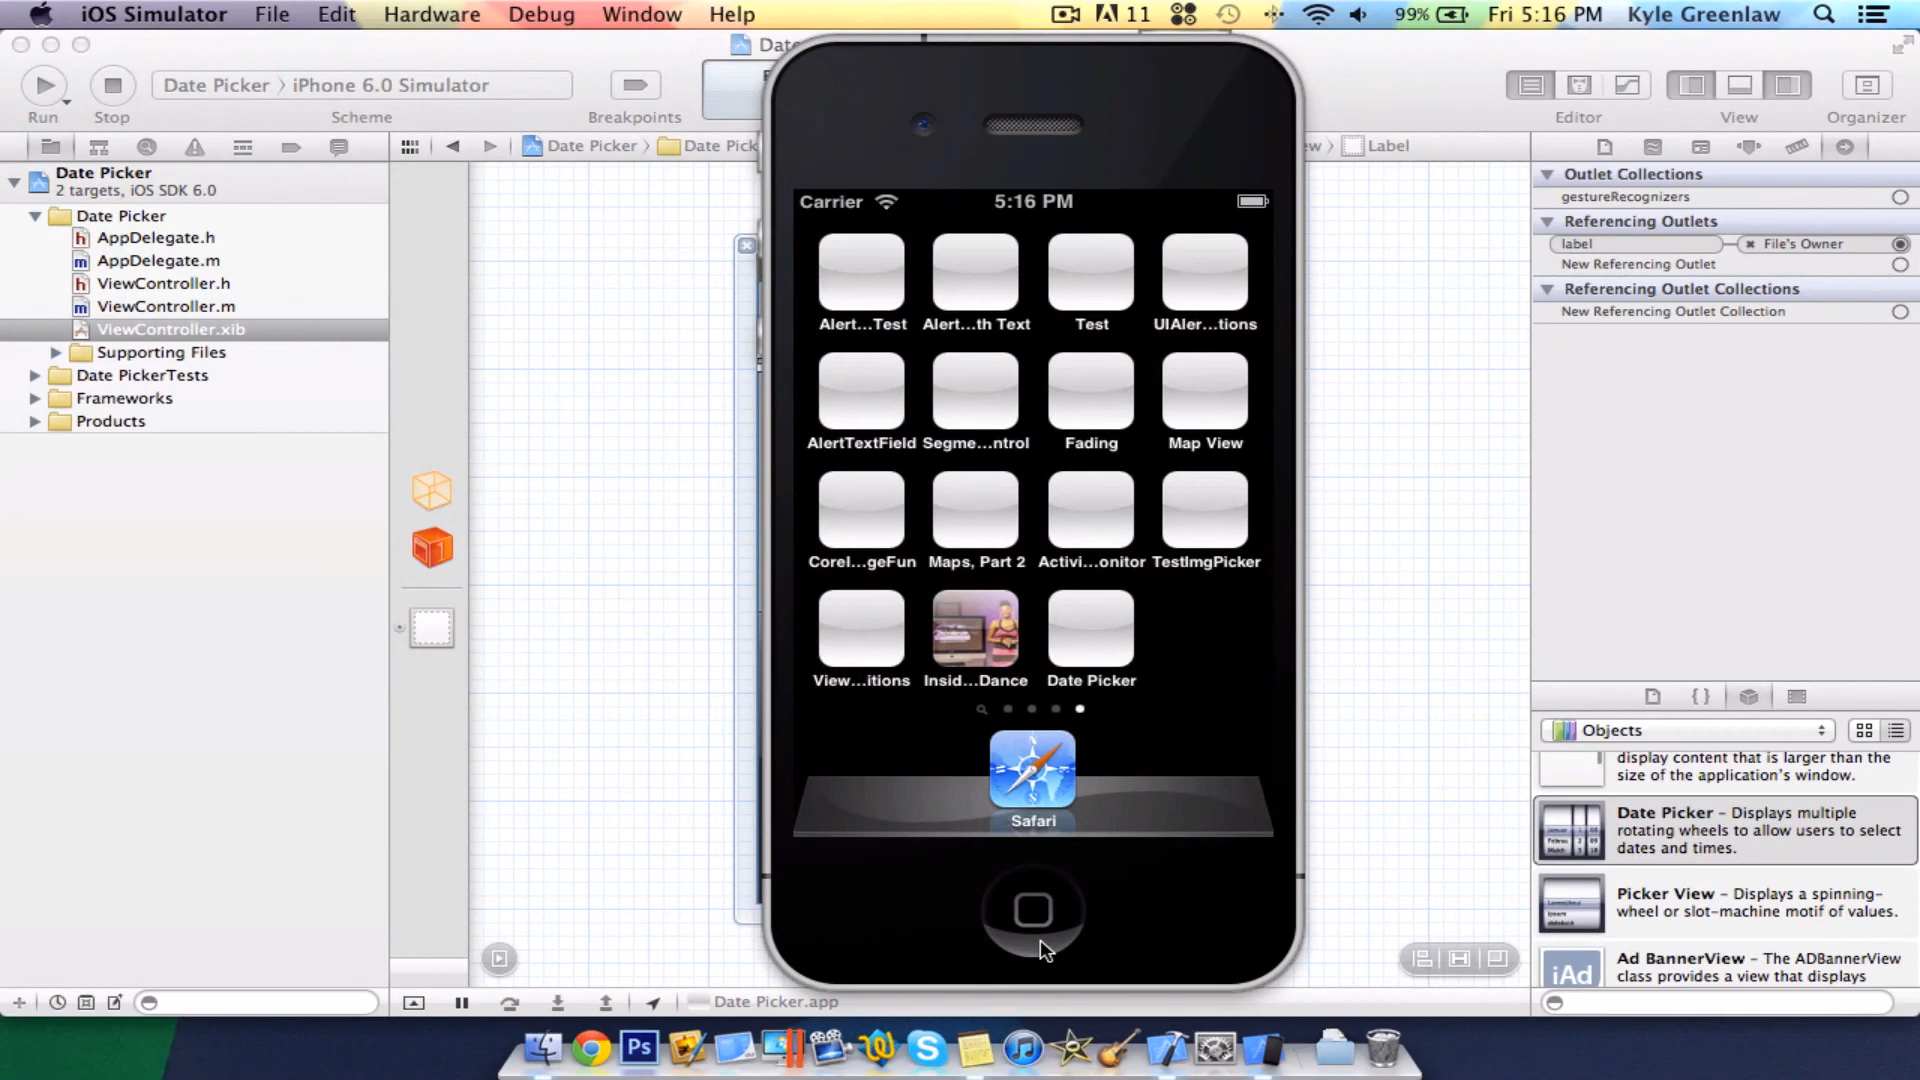 iOS Simulator File Edit Hardware Debug Window Help 11 99% Fri 5:16 PM Kyle Greenlaw
Date
Date Picker › iPhone 6.0 Simulator
Run Stop Scheme Breakpoints Editor View Organizer
Date Picker Date Pick ew › Label
Date Picker
2 targets, iOS SDK 6.0
Date Picker
h AppDelegate.h
m AppDelegate.m
h ViewController.h
m ViewController.m
ViewController.xib
Supporting Files
Date PickerTests
Frameworks
Products
Carrier 5:16 PM
Alert...Test Alert...th Text Test UIAler...tions
AlertTextField Segme...ntrol Fading Map View
CoreI...geFun Maps, Part 2 Activi...onitor TestImgPicker
View...itions Insid...Dance Date Picker
Safari
Outlet Collections
gestureRecognizers
Referencing Outlets
label File's Owner
New Referencing Outlet
Referencing Outlet Collections
New Referencing Outlet Collection
Objects
display content that is larger than the
size of the application's window.
Date Picker – Displays multiple
rotating wheels to allow users to select
dates and times.
Picker View – Displays a spinning-
wheel or slot-machine motif of values.
Ad BannerView – The ADBannerView
class provides a view that displays
iAd
Date Picker.app
Ps